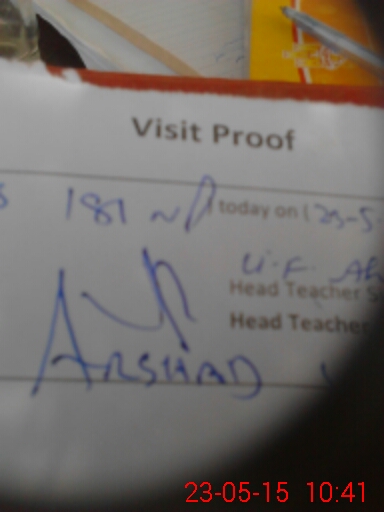 Visit Proof
181 today on (23-5
U.F.
Head Teacher S
Head Teacher
ARSHAD
23-05-15 10:41